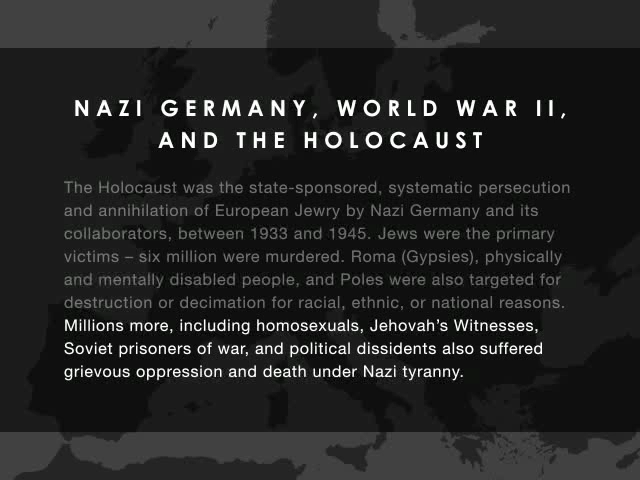 NAZI GERMANY, WORLD WAR II,
AND THE HOLOCAUST
The Holocaust was the state-sponsored, systematic persecution
and annihilation of European Jewry by Nazi Germany and its
collaborators, between 1933 and 1945. Jews were the primary
victims – six million were murdered. Roma (Gypsies), physically
and mentally disabled people, and Poles were also targeted for
destruction or decimation for racial, ethnic, or national reasons.
Millions more, including homosexuals, Jehovah’s Witnesses,
Soviet prisoners of war, and political dissidents also suffered
grievous oppression and death under Nazi tyranny.